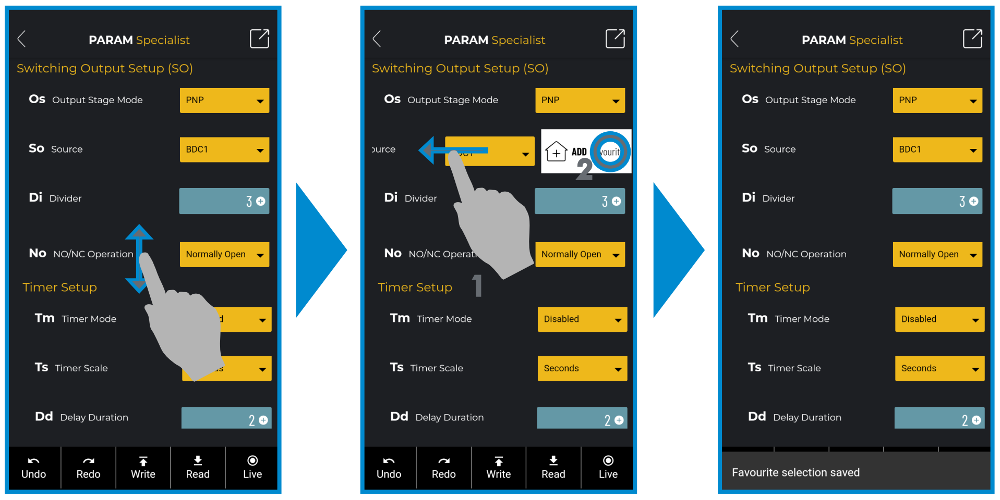 PARAM Specialist
Switching Output Setup (SO)
Os Output Stage Mode PNP
So Source BDC1
Di Divider 3
No NO/NC Operation Normally Open
Timer Setup
Tm Timer Mode d
Ts Timer Scale
Dd Delay Duration 2
Undo Redo Write Read Live
PARAM Specialist
Switching Output Setup (SO)
Os Output Stage Mode PNP
ource ADD vourit
2
Di Divider 3
No NO/NC Operat Normally Open
1
Timer Setup
Tm Timer Mode Disabled
Ts Timer Scale Seconds
Dd Delay Duration 2
Undo Redo Write Read Live
PARAM Specialist
Switching Output Setup (SO)
Os Output Stage Mode PNP
So Source BDC1
Di Divider 3
No NO/NC Operation Normally Open
Timer Setup
Tm Timer Mode Disabled
Ts Timer Scale Seconds
Dd Delay Duration 2
Favourite selection saved